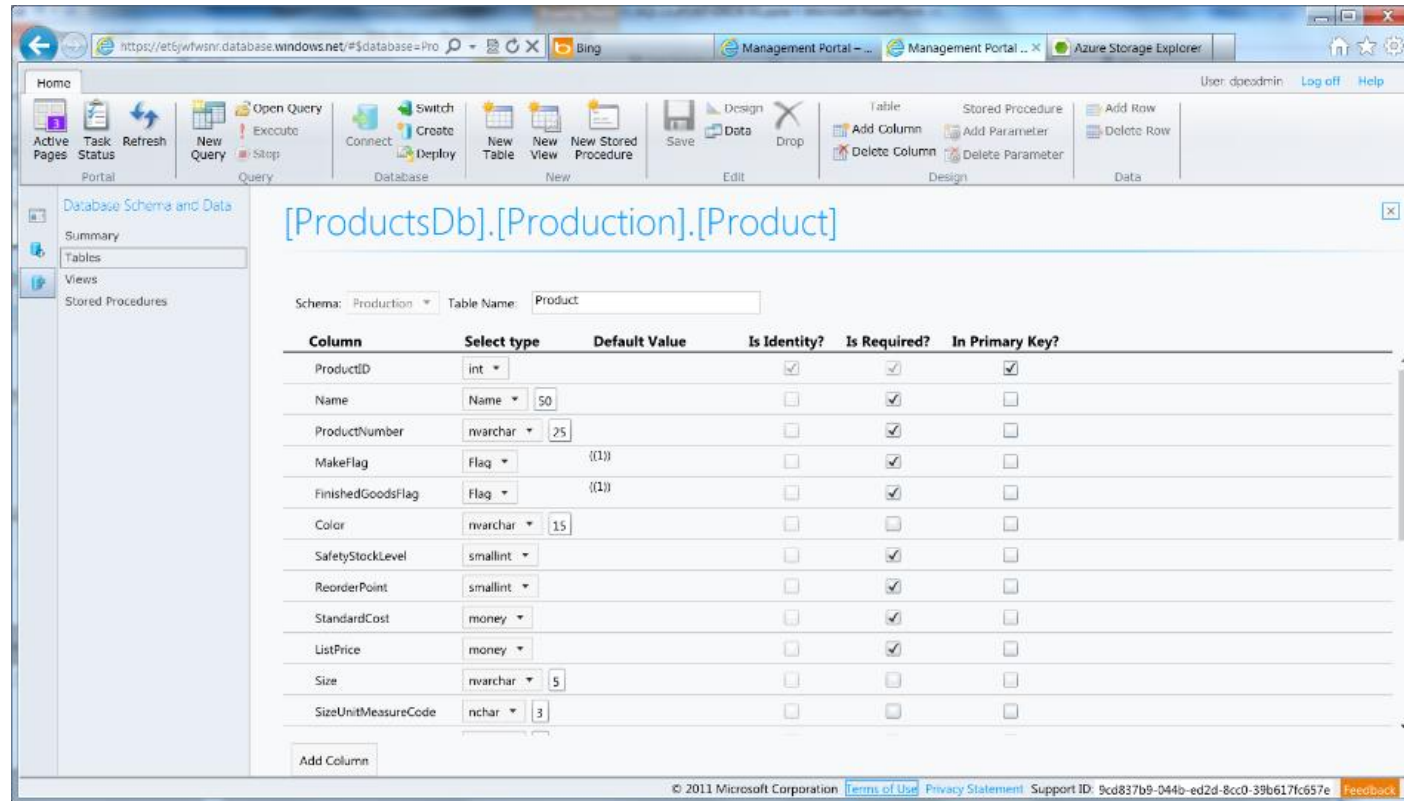 https://et6jwfwsnr.database.windows.net/#$database=Pro
Bing
Management Portal – ...
Management Portal ...
Azure Storage Explorer
Home
User: dpeadmin Log off Help
Active Pages
Task Status
Refresh
Portal
New Query
Open Query
Execute
Stop
Query
Connect
Switch
Create
Deploy
Database
New Table
New View
New Stored Procedure
New
Save
Design
Data
Drop
Edit
Table
Add Column
Delete Column
Stored Procedure
Add Parameter
Delete Parameter
Design
Add Row
Delete Row
Data
Database Schema and Data
Summary
Tables
Views
Stored Procedures
[ProductsDb].[Production].[Product]
Schema: Production Table Name: Product
Column Select type Default Value Is Identity? Is Required? In Primary Key?
ProductID int
Name Name 50
ProductNumber nvarchar 25
MakeFlag Flag ((1))
FinishedGoodsFlag Flag ((1))
Color nvarchar 15
SafetyStockLevel smallint
ReorderPoint smallint
StandardCost money
ListPrice money
Size nvarchar 5
SizeUnitMeasureCode nchar 3
Add Column
© 2011 Microsoft Corporation Terms of Use Privacy Statement Support ID: 9cd837b9-044b-ed2d-8cc0-39b617fc657e Feedback